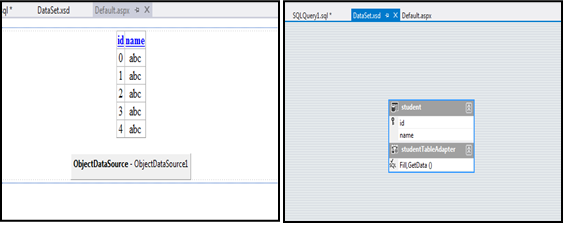 .sql *  DataSet.xsd  Default.aspx
id name
0 abc
1 abc
2 abc
3 abc
4 abc
ObjectDataSource - ObjectDataSource1
SQLQuery1.sql *  DataSet.xsd  Default.aspx
student
id
name
studentTableAdapter
Fill,GetData ()